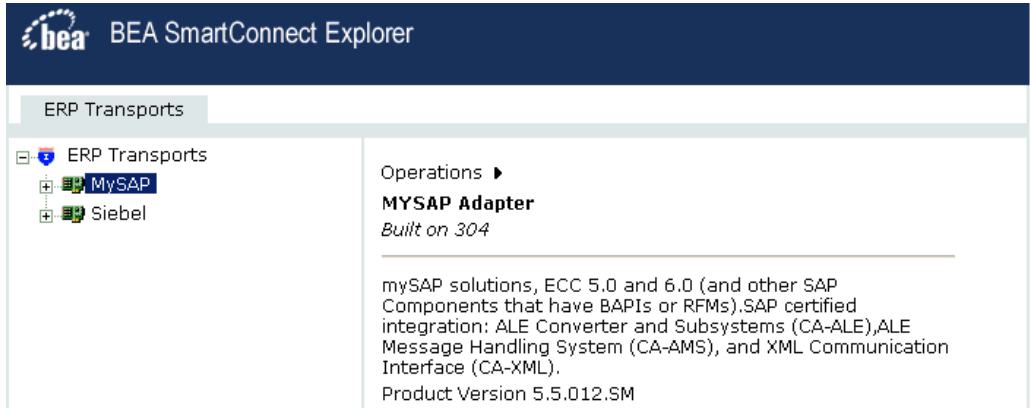 bea BEA SmartConnect Explorer
ERP Transports
ERP Transports
MySAP
Siebel
Operations
MYSAP Adapter
Built on 304
mySAP solutions, ECC 5.0 and 6.0 (and other SAP
Components that have BAPIs or RFMs).SAP certified
integration: ALE Converter and Subsystems (CA-ALE),ALE
Message Handling System (CA-AMS), and XML Communication
Interface (CA-XML).
Product Version 5.5.012.SM